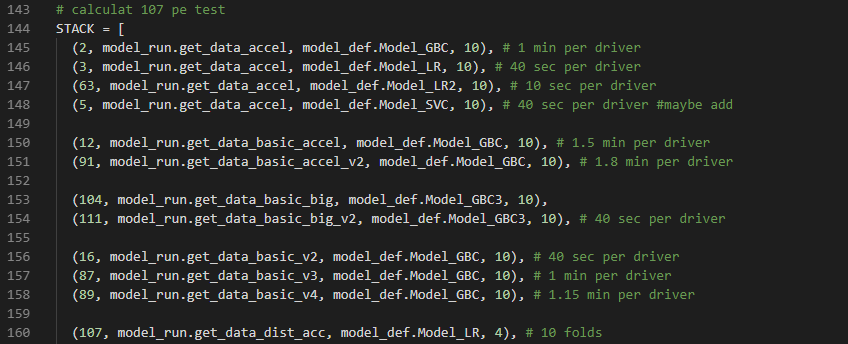 143 # calculat 107 pe test
144 STACK = [
145 (2, model_run.get_data_accel, model_def.Model_GBC, 10), # 1 min per driver
146 (3, model_run.get_data_accel, model_def.Model_LR, 10), # 40 sec per driver
147 (63, model_run.get_data_accel, model_def.Model_LR2, 10), # 10 sec per driver
148 (5, model_run.get_data_accel, model_def.Model_SVC, 10), # 40 sec per driver #maybe add
149
150 (12, model_run.get_data_basic_accel, model_def.Model_GBC, 10), # 1.5 min per driver
151 (91, model_run.get_data_basic_accel_v2, model_def.Model_GBC, 10), # 1.8 min per driver
152
153 (104, model_run.get_data_basic_big, model_def.Model_GBC3, 10),
154 (111, model_run.get_data_basic_big_v2, model_def.Model_GBC3, 10), # 40 sec per driver
155
156 (16, model_run.get_data_basic_v2, model_def.Model_GBC, 10), # 40 sec per driver
157 (87, model_run.get_data_basic_v3, model_def.Model_GBC, 10), # 1 min per driver
158 (89, model_run.get_data_basic_v4, model_def.Model_GBC, 10), # 1.15 min per driver
159
160 (107, model_run.get_data_dist_acc, model_def.Model_LR, 4), # 10 folds